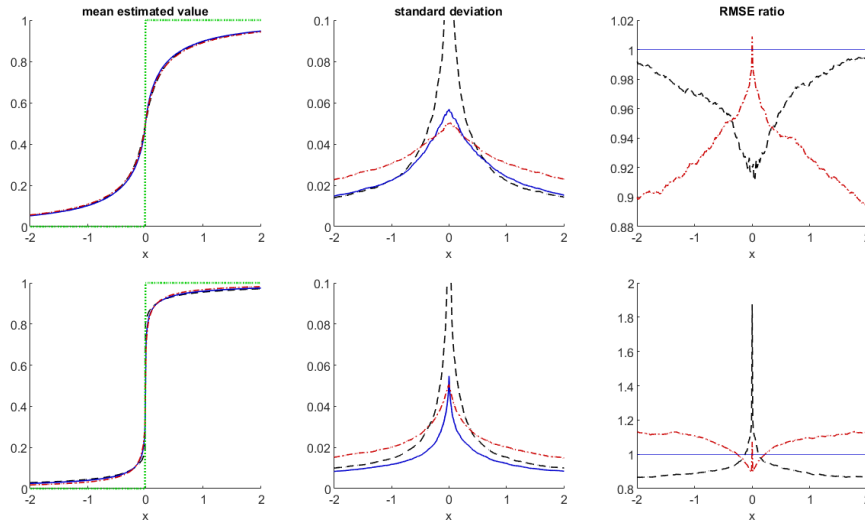 mean estimated value
1
0.8
0.6
0.4
0.2
0
-2 -1 0 1 2
x
standard deviation
0.1
0.08
0.06
0.04
0.02
0
-2 -1 0 1 2
x
RMSE ratio
1.02
1
0.98
0.96
0.94
0.92
0.9
0.88
-2 -1 0 1 2
x
1
0.8
0.6
0.4
0.2
0
-2 -1 0 1 2
x
0.1
0.08
0.06
0.04
0.02
0
-2 -1 0 1 2
x
2
1.8
1.6
1.4
1.2
1
0.8
-2 -1 0 1 2
x